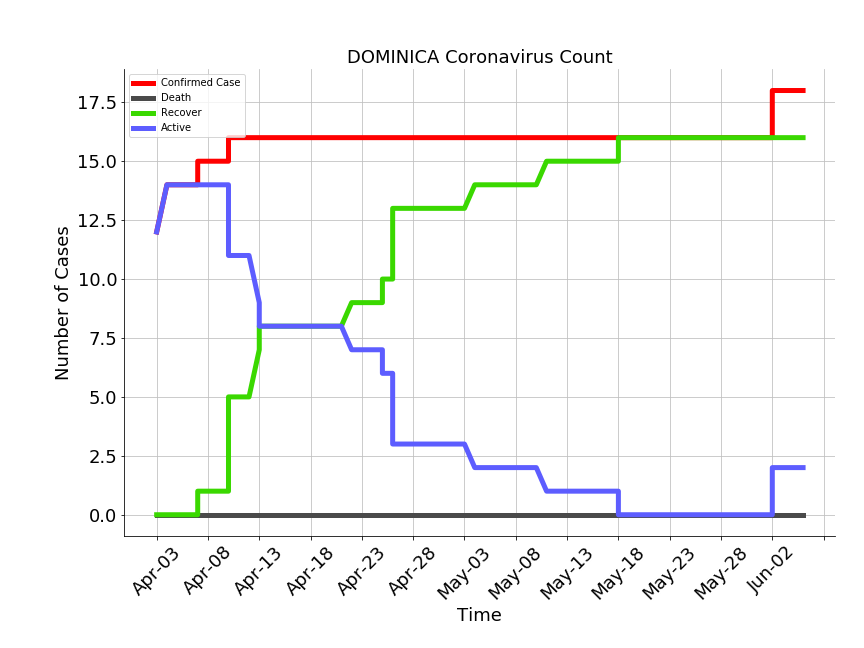 DOMINICA Coronavirus Count
Confirmed Case
Death
Recover
Active
Number of Cases
17.5
15.0
12.5
10.0
7.5
5.0
2.5
0.0
Apr-03
Apr-08
Apr-13
Apr-18
Apr-23
Apr-28
May-03
May-08
May-13
May-18
May-23
May-28
Jun-02
Time